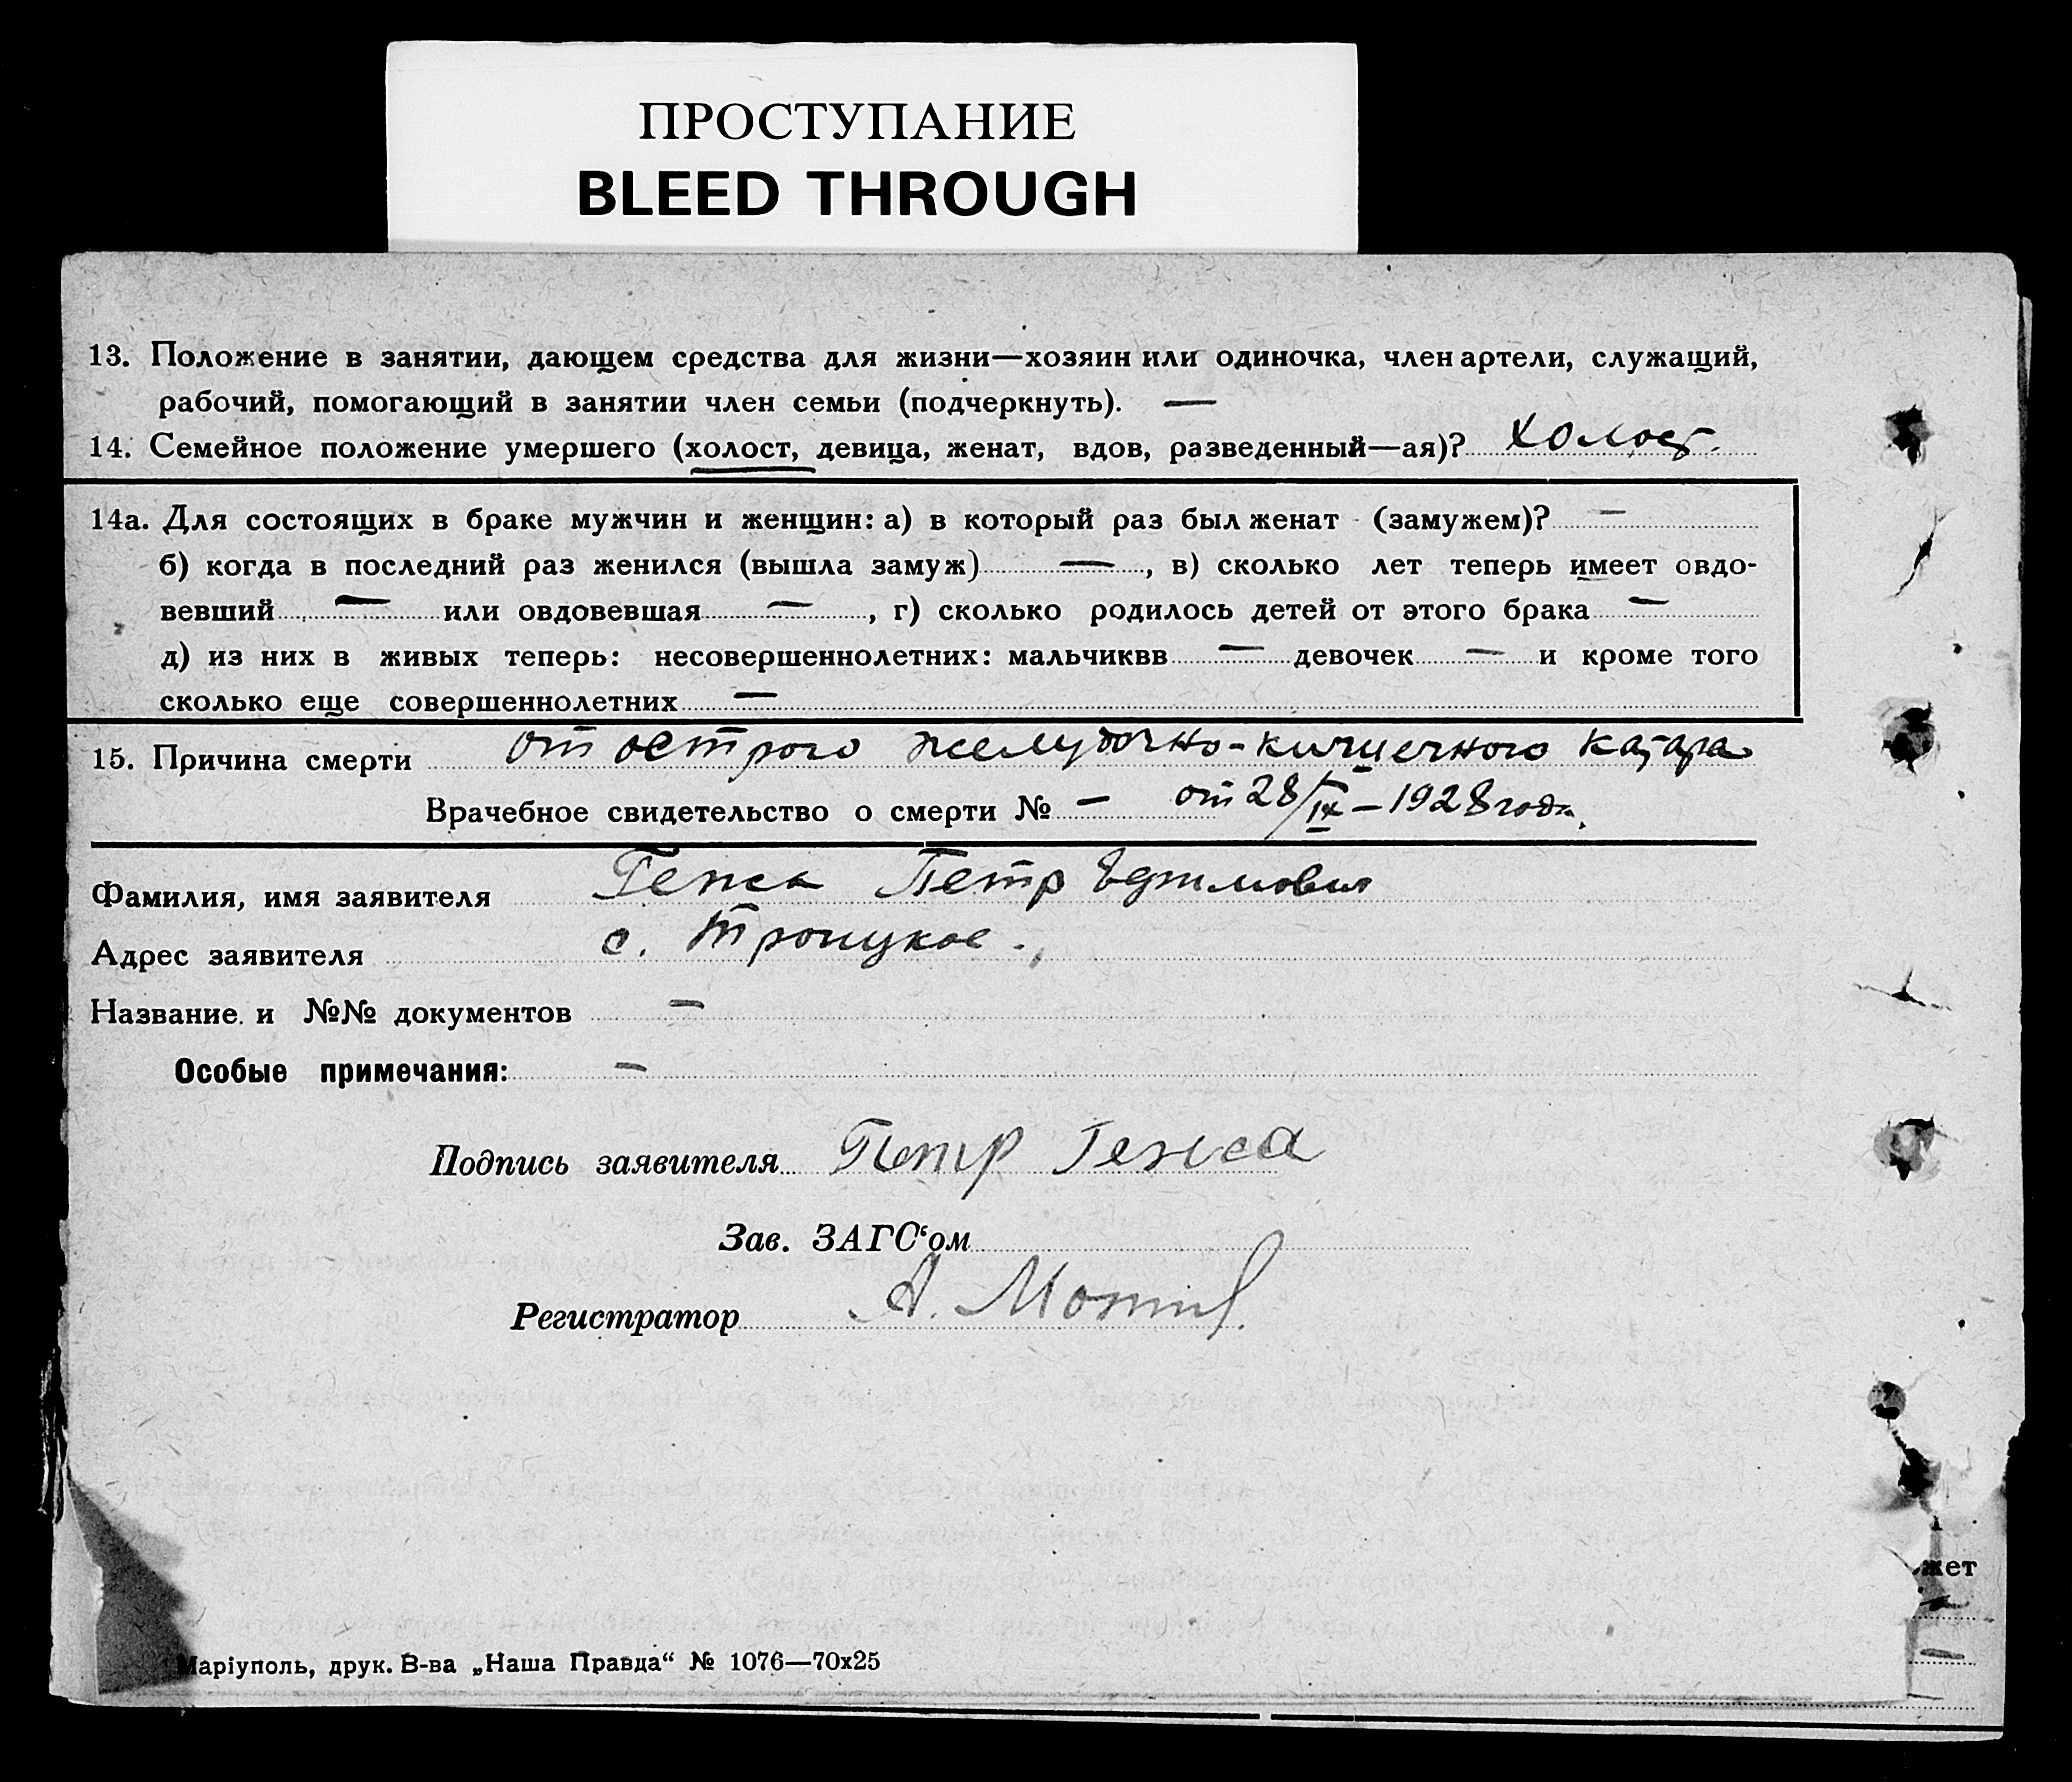 ПРОСТУПАНИЕ
BLEED THROUGH
13. Положение в занятии, дающем средства для жизни—хозяин или одиночка, член артели, служащий,
рабочий, помогающий в занятии член семьи (подчеркнуть). —
14. Семейное положение умершего (холост, девица, женат, вдов, разведенный—ая)? холост.
14а. Для состоящих в браке мужчин и женщин: а) в который раз был женат (замужем)? —
б) когда в последний раз женился (вышла замуж) —, в) сколько лет теперь имеет овдо-
вевший — или овдовевшая —, г) сколько родилось детей от этого брака —
д) из них в живых теперь: несовершеннолетних: мальчиквв — девочек — и кроме того
сколько еще совершеннолетних —
15. Причина смерти от острого желудочно-кишечного катара
Врачебное свидетельство о смерти № — от 28/IX — 1928 года.
Фамилия, имя заявителя Генса Петр
Адрес заявителя с. Троицкое.
Название и №№ документов —
Особые примечания: —
Подпись заявителя Петр Генса
Зав. ЗАГС‘ом
Регистратор А.
жет
Маріуполь, друк. В-ва „Наша Правда“ № 1076—70х25